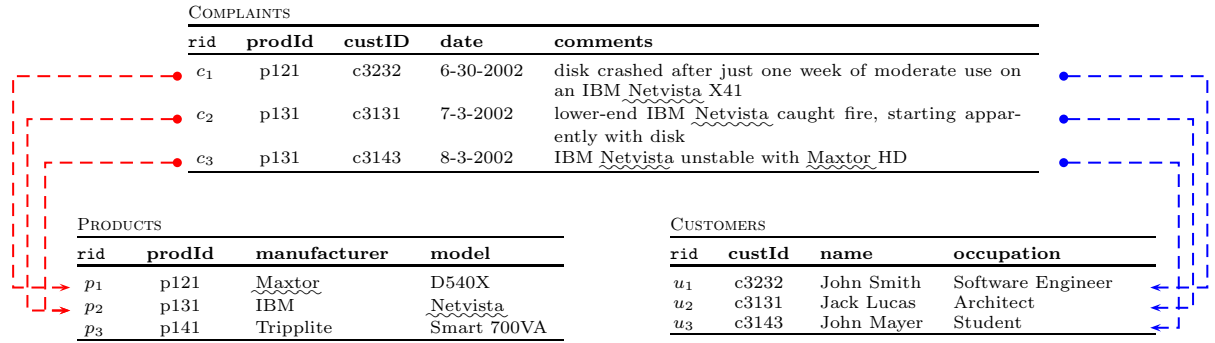 COMPLAINTS
rid prodId custID date comments
c1 p121 c3232 6-30-2002 disk crashed after just one week of moderate use on
an IBM Netvista X41
c2 p131 c3131 7-3-2002 lower-end IBM Netvista caught fire, starting appar-
ently with disk
c3 p131 c3143 8-3-2002 IBM Netvista unstable with Maxtor HD
PRODUCTS
rid prodId manufacturer model
p1 p121 Maxtor D540X
p2 p131 IBM Netvista
p3 p141 Tripplite Smart 700VA
CUSTOMERS
rid custId name occupation
u1 c3232 John Smith Software Engineer
u2 c3131 Jack Lucas Architect
u3 c3143 John Mayer Student